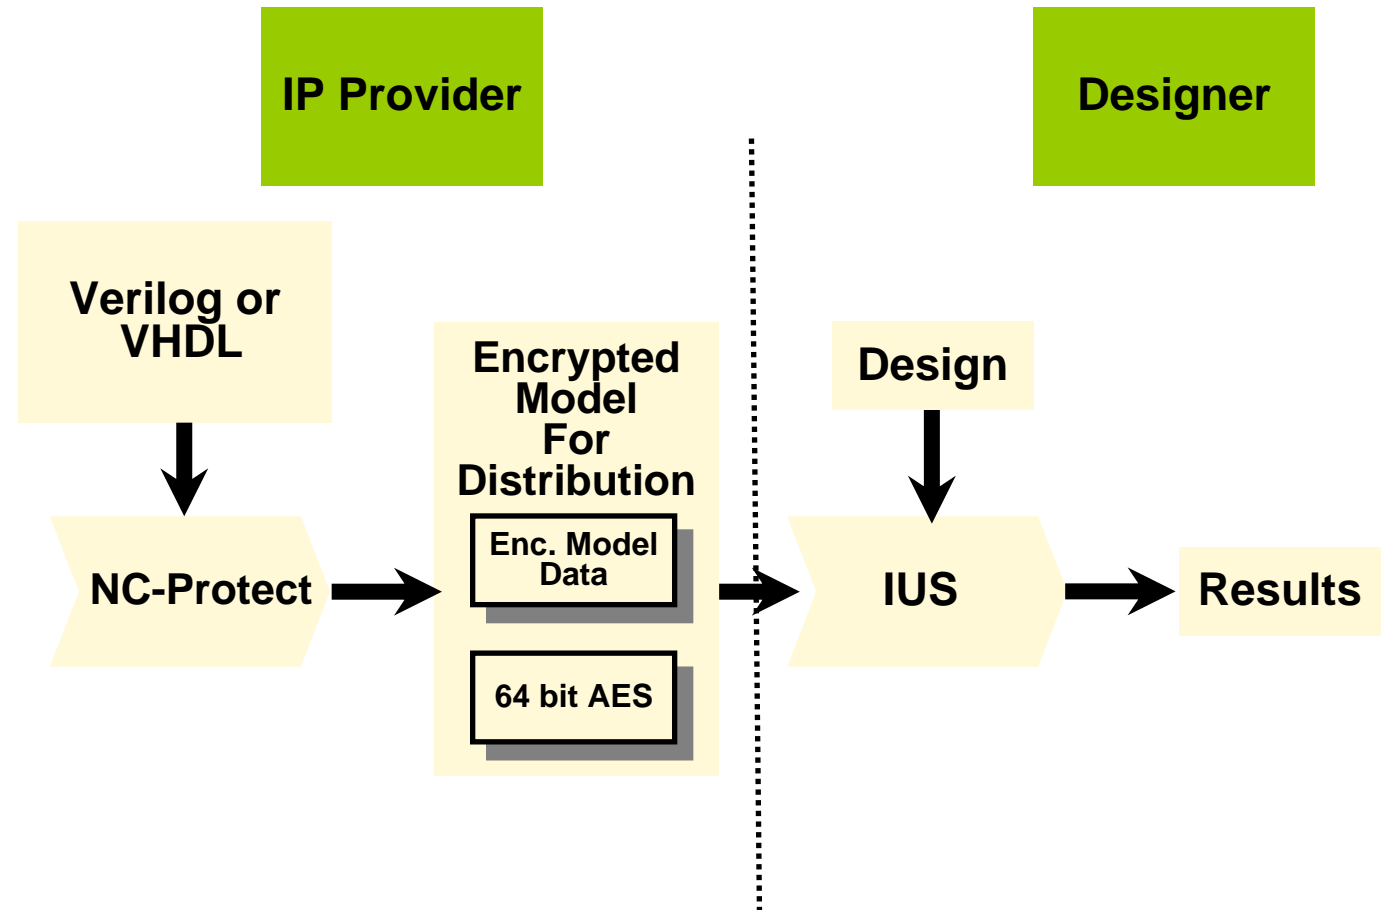 IP Provider
Designer
Verilog or
VHDL
Encrypted
Model
For
Distribution
Enc. Model
Data
64 bit AES
NC-Protect
Design
IUS
Results